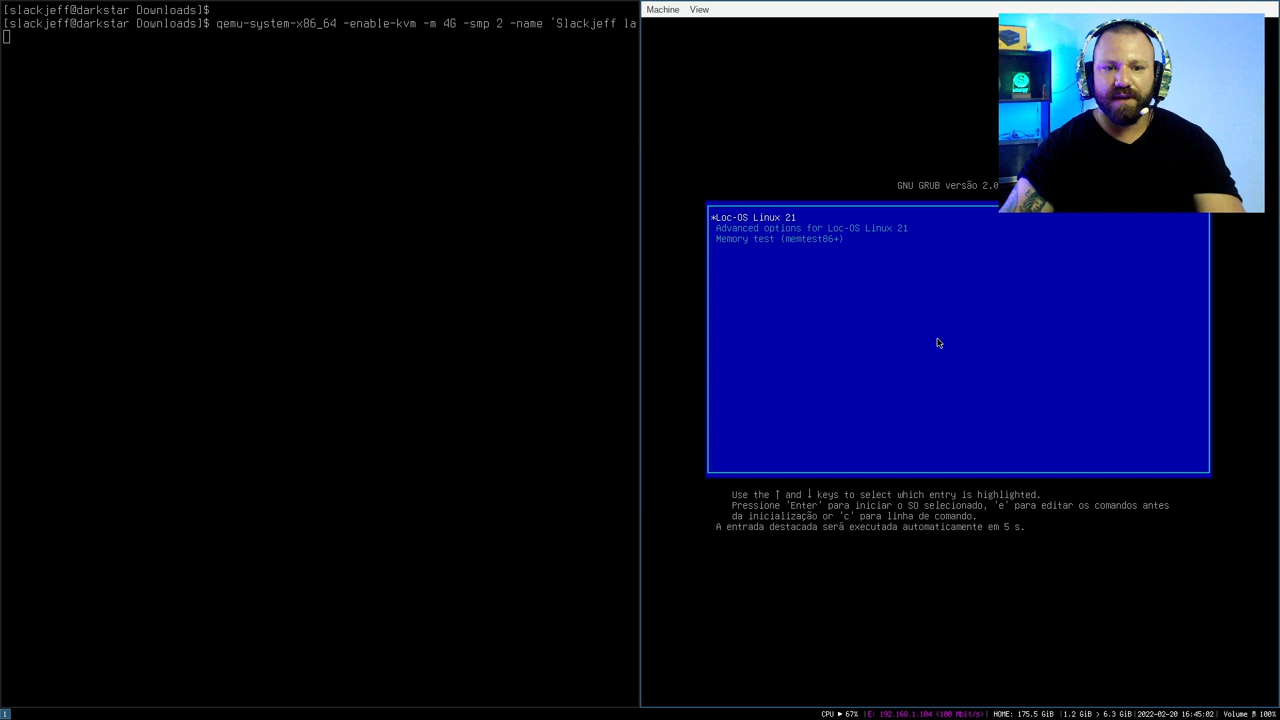 [slackjeff@darkstar Downloads]$
[slackjeff@darkstar Downloads]$ qemu-system-x86_64 -enable-kvm -m 4G -smp 2 -name 'Slackjeff la
Machine View
GNU GRUB versão 2.0
*Loc-OS Linux 21
Advanced options for Loc-OS Linux 21
Memory test (memtest86+)
Use the ↑ and ↓ keys to select which entry is highlighted.
Pressione 'Enter' para iniciar o SO selecionado, 'e' para editar os comandos antes
da inicialização or 'c' para linha de comando.
A entrada destacada será executada automaticamente em 5 s.
1
CPU ► 67% |E: 192.168.1.104 (100 Mbit/s)| HOME: 175.5 GiB |1.2 GiB > 6.3 GiB|2022-02-20 16:45:02|Volume ♬ 100%